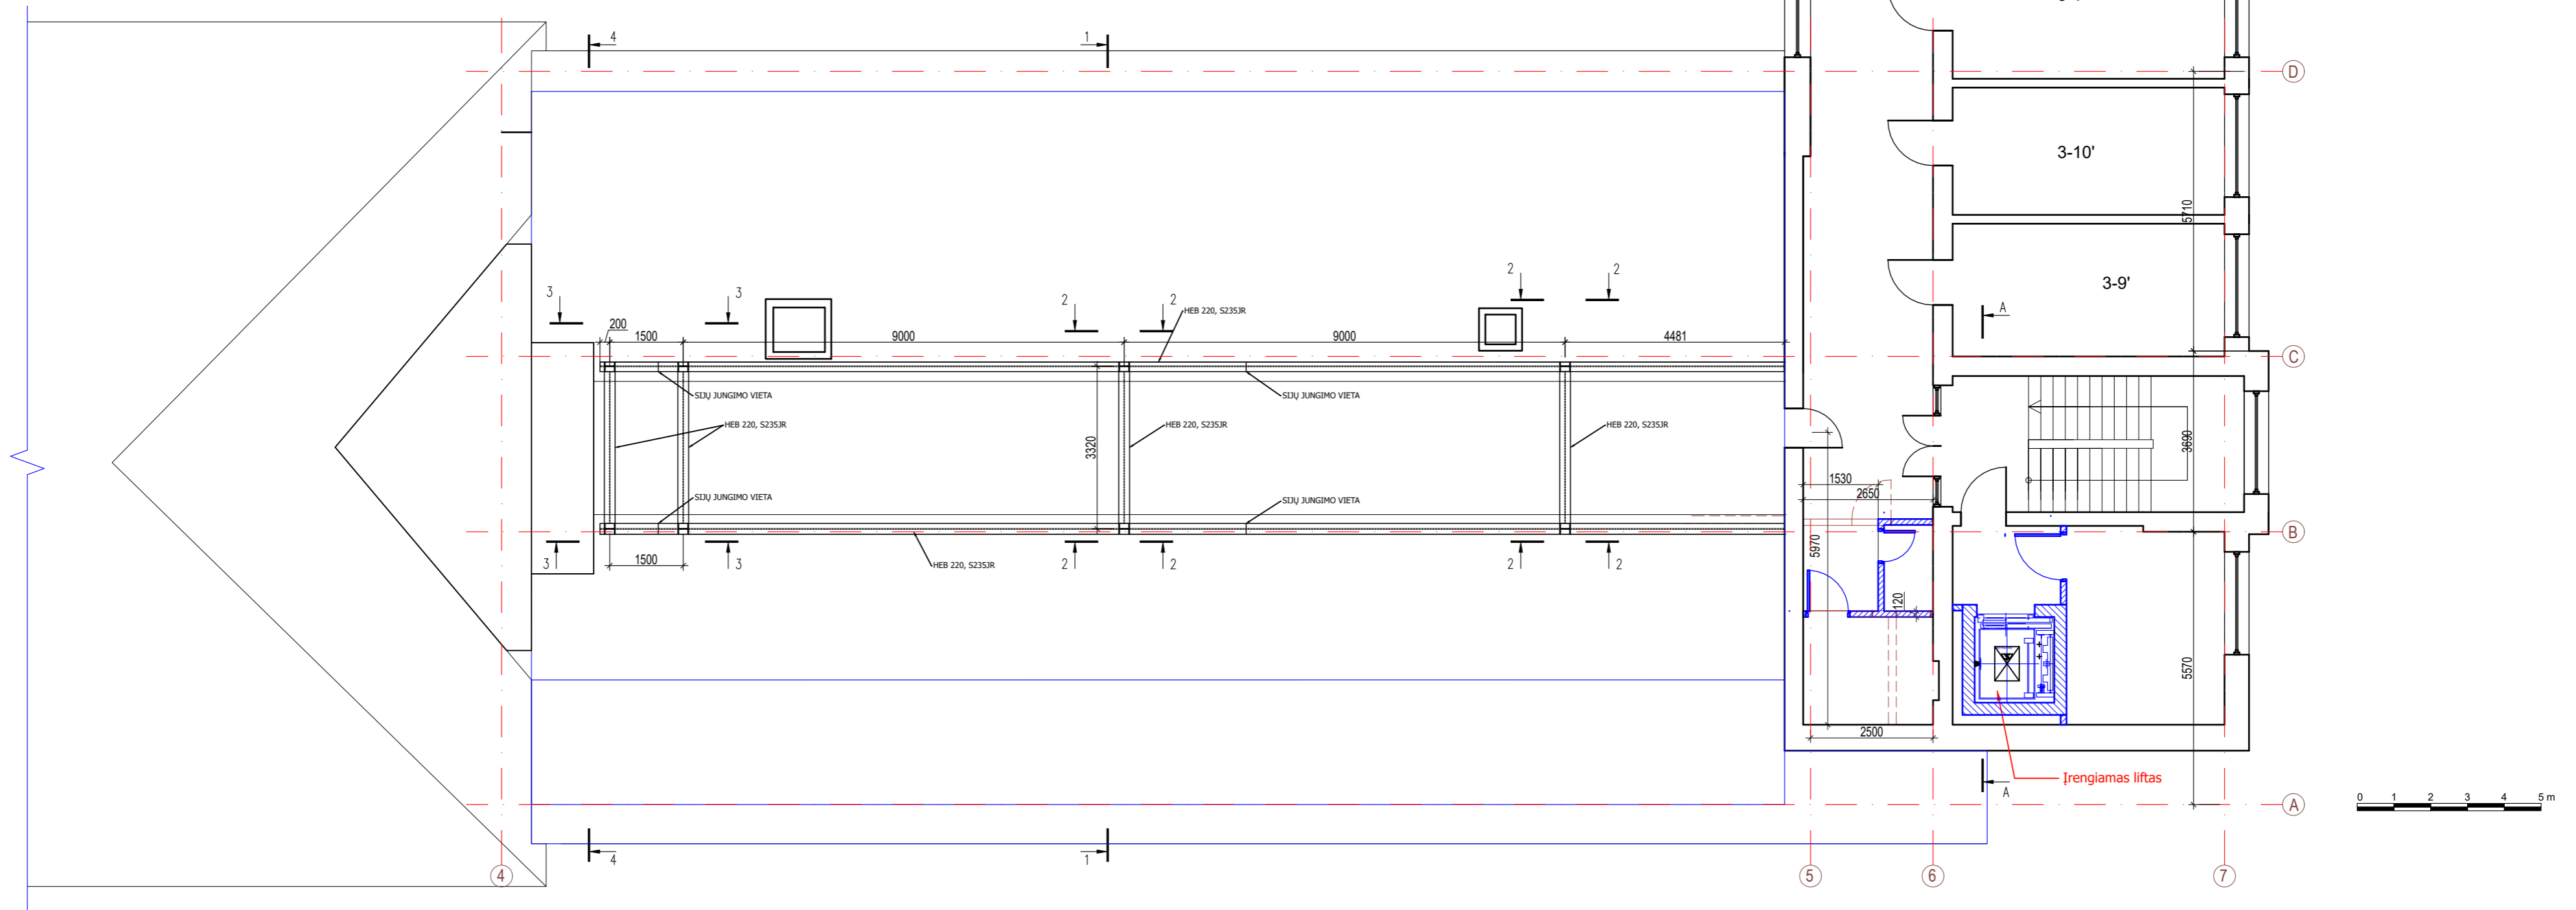 4
1
D
3-10'
5710
3-9'
A
2
2
3
3
2
2
HEB 220, S235JR
200
1500
9000
9000
4481
C
SIJŲ JUNGIMO VIETA
SIJŲ JUNGIMO VIETA
HEB 220, S235JR
HEB 220, S235JR
HEB 220, S235JR
3320
3690
1530
2650
SIJŲ JUNGIMO VIETA
SIJŲ JUNGIMO VIETA
B
5970
3
1500
3
2
2
2
2
HEB 220, S235JR
120
5570
2500
Įrengiamas liftas
A
0 1 2 3 4 5 m
A
4
1
4
5
6
7